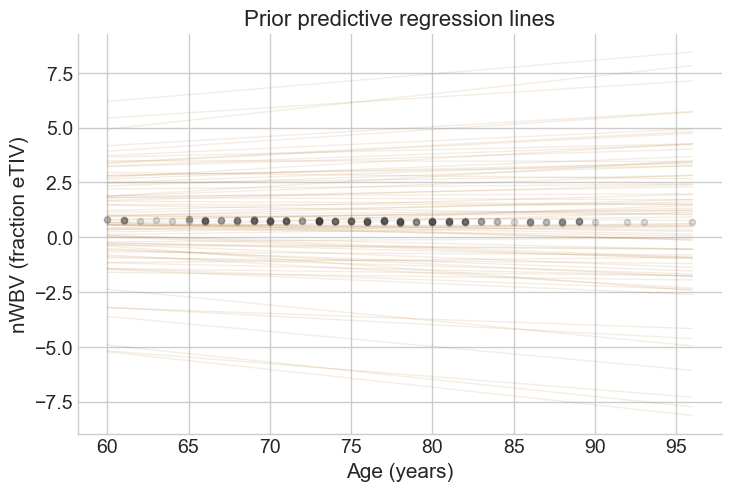 Prior predictive regression lines
nWBV (fraction eTIV)
7.5
5.0
2.5
0.0
−2.5
−5.0
−7.5
60 65 70 75 80 85 90 95
Age (years)